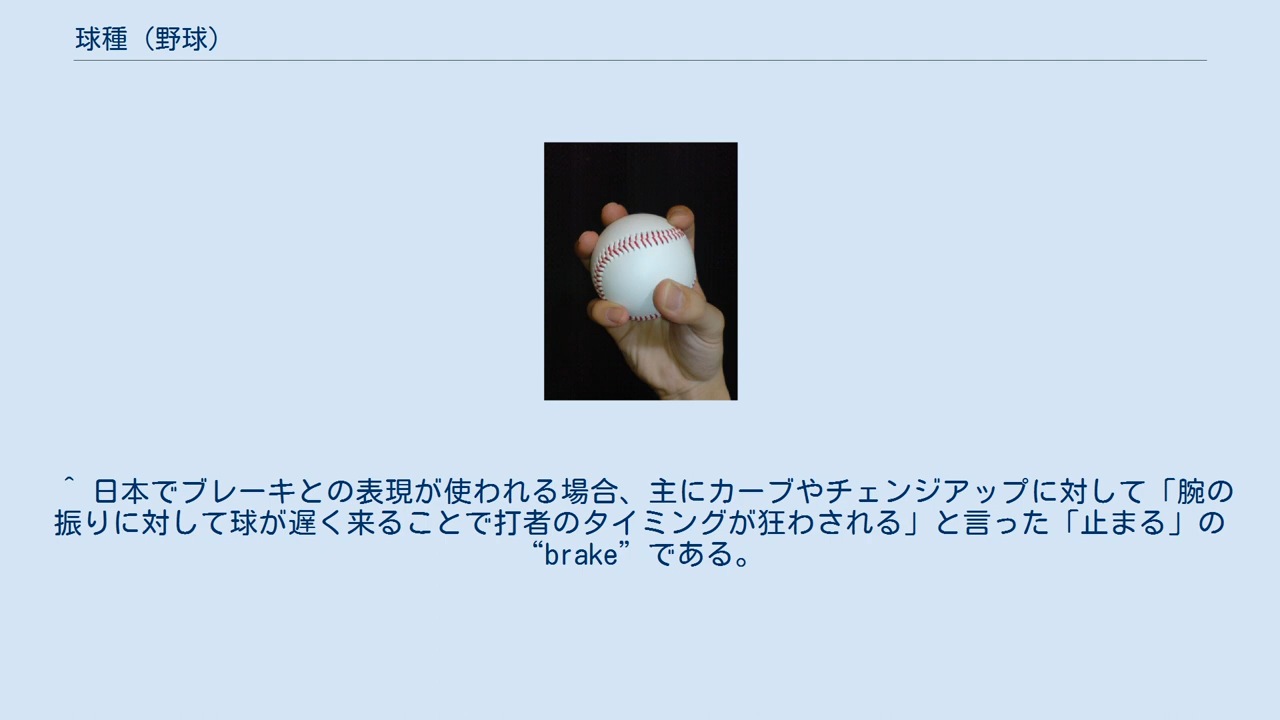 球種（野球）
^ 日本でブレーキとの表現が使われる場合、主にカーブやチェンジアップに対して「腕の
振りに対して球が遅く来ることで打者のタイミングが狂わされる」と言った「止まる」の
“brake”である。